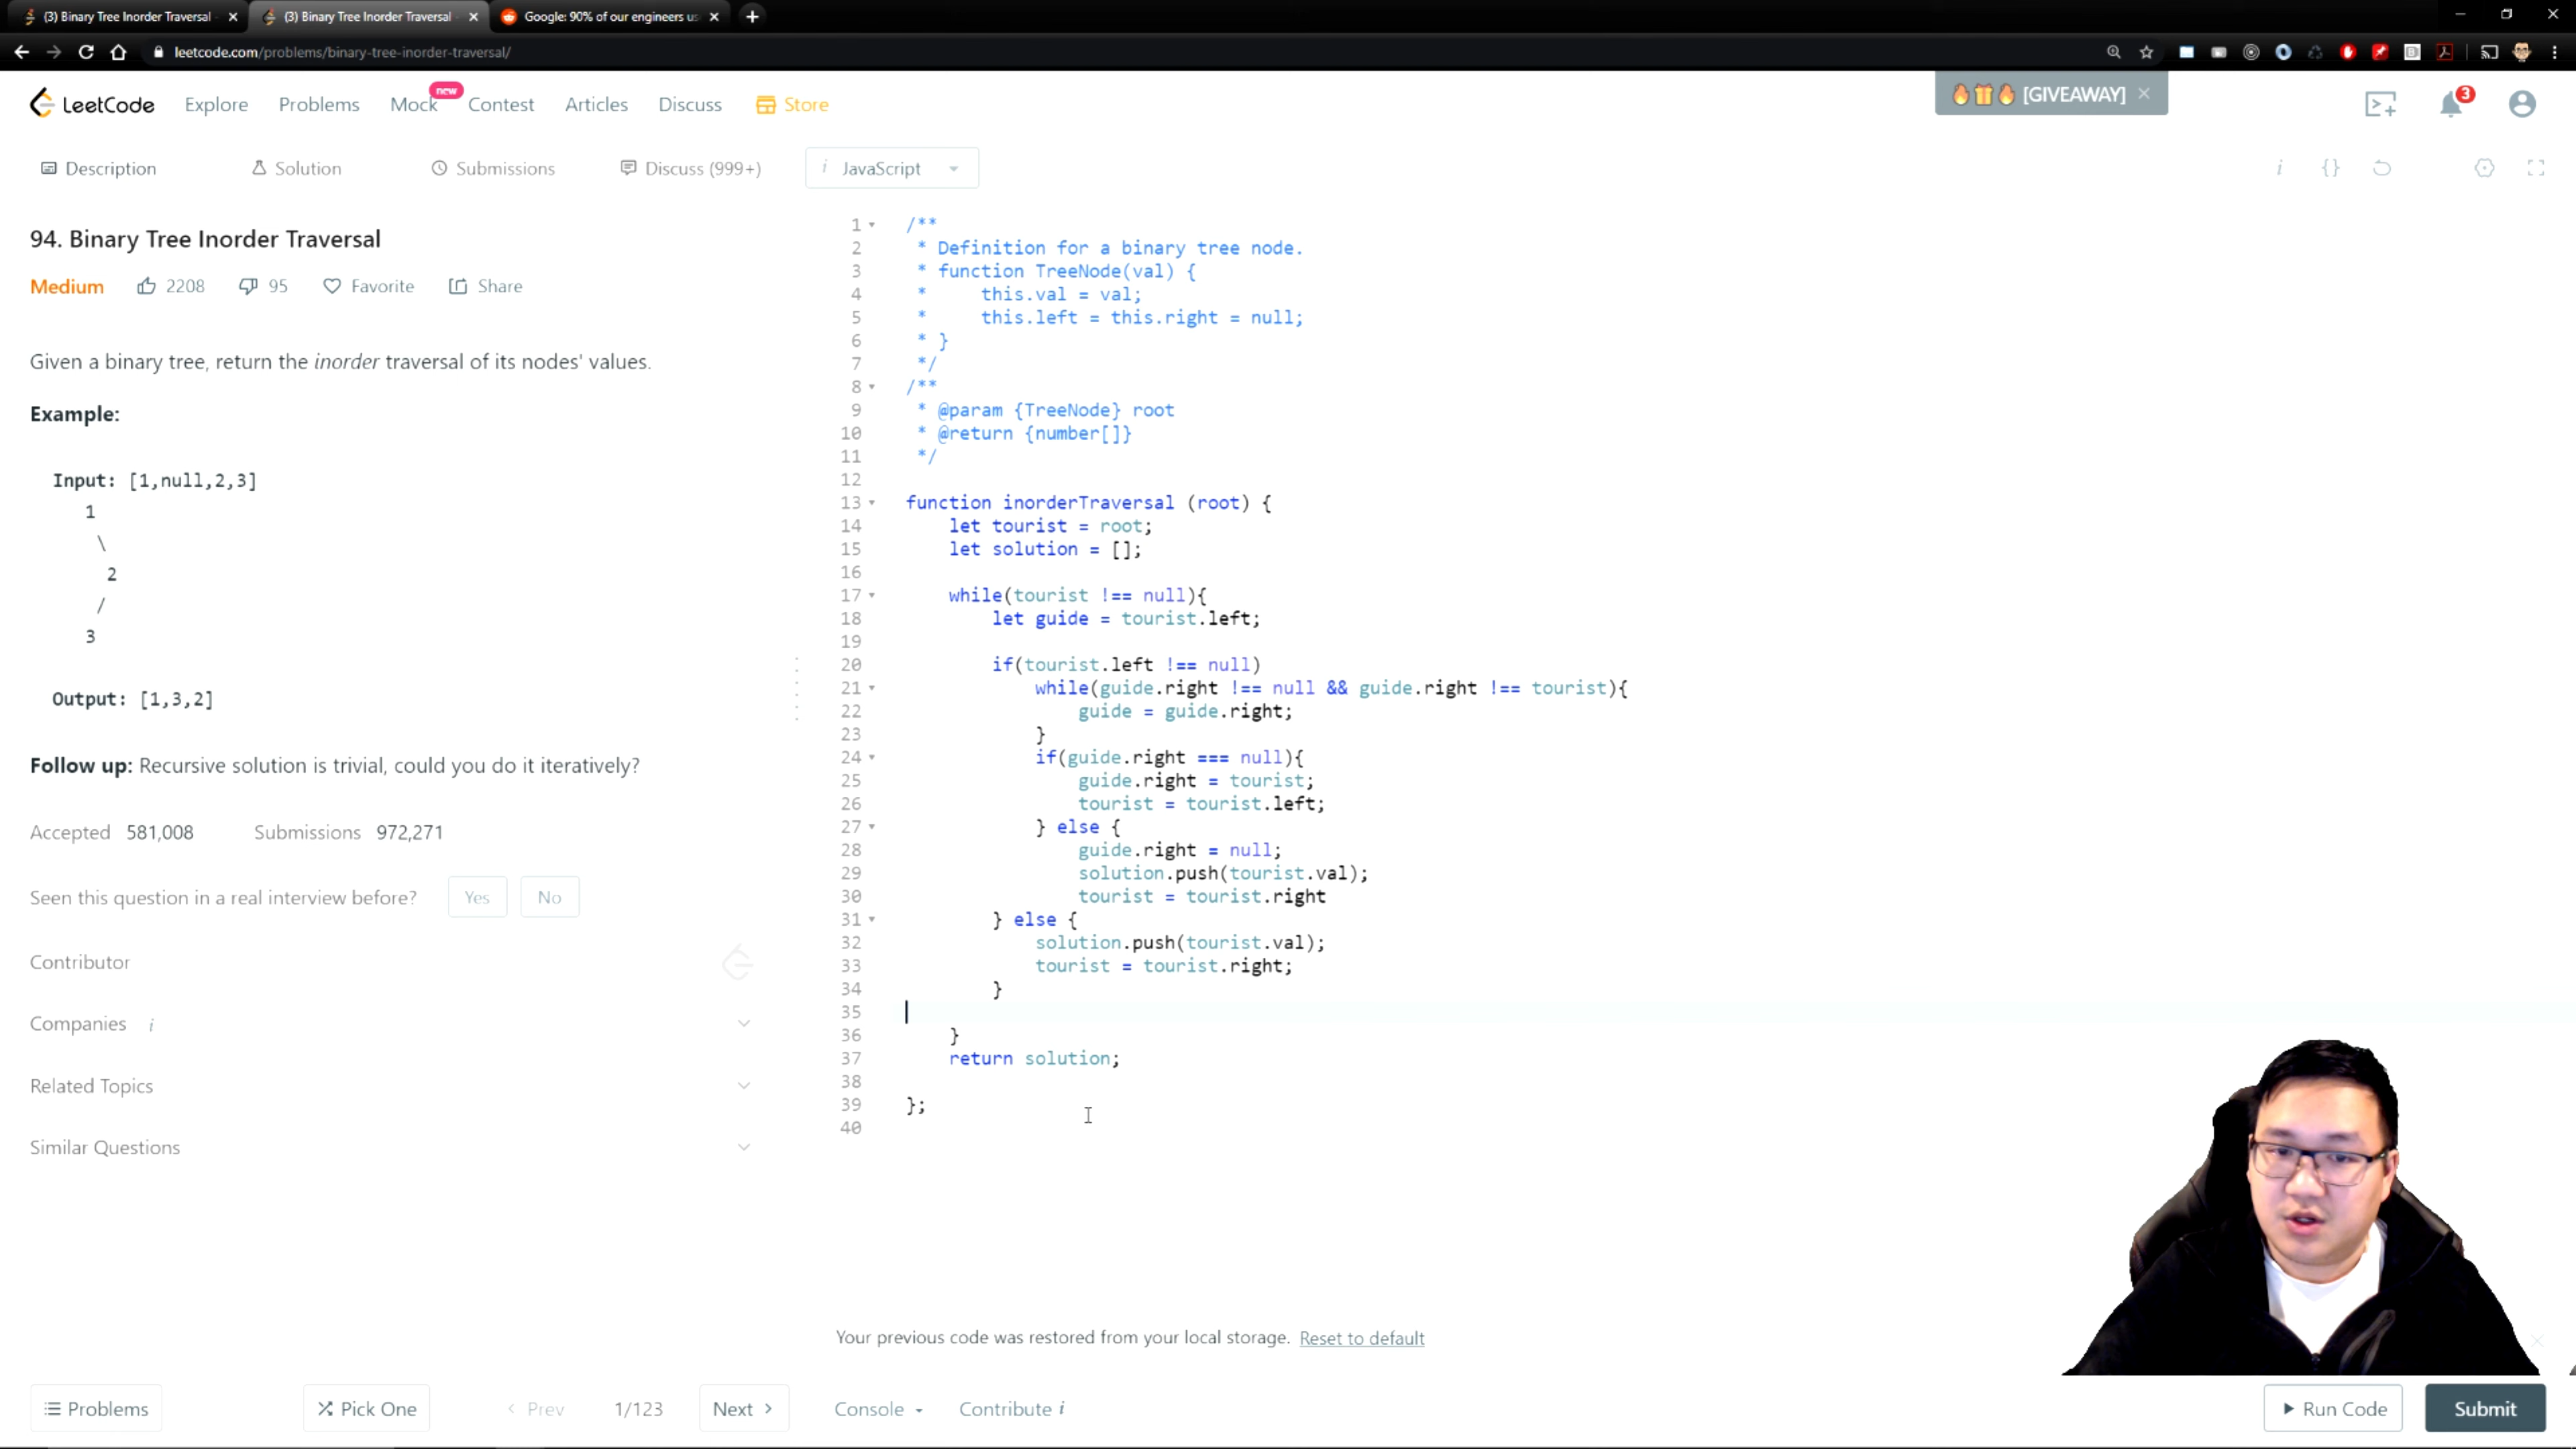 (3) Binary Tree Inorder Traversal
(3) Binary Tree Inorder Traversal
Google: 90% of our engineers us
leetcode.com/problems/binary-tree-inorder-traversal/
LeetCode
Explore
Problems
Mock
new
Contest
Articles
Discuss
Store
[GIVEAWAY]
3
Description
Solution
Submissions
Discuss (999+)
i JavaScript
i
{}
94. Binary Tree Inorder Traversal
Medium
2208
95
Favorite
Share
Given a binary tree, return the inorder traversal of its nodes' values.
Example:
Input: [1,null,2,3]
1
\
2
/
3
Output: [1,3,2]
Follow up: Recursive solution is trivial, could you do it iteratively?
Accepted 581,008
Submissions 972,271
Seen this question in a real interview before?
Yes
No
Contributor
Companies i
Related Topics
Similar Questions
1 /**
2 * Definition for a binary tree node.
3 * function TreeNode(val) {
4 *     this.val = val;
5 *     this.left = this.right = null;
6 * }
7 */
8 /**
9 * @param {TreeNode} root
10 * @return {number[]}
11 */
12
13 function inorderTraversal (root) {
14 let tourist = root;
15 let solution = [];
16
17 while(tourist !== null){
18 let guide = tourist.left;
19
20 if(tourist.left !== null)
21 while(guide.right !== null && guide.right !== tourist){
22 guide = guide.right;
23 }
24 if(guide.right === null){
25 guide.right = tourist;
26 tourist = tourist.left;
27 } else {
28 guide.right = null;
29 solution.push(tourist.val);
30 tourist = tourist.right
31 } else {
32 solution.push(tourist.val);
33 tourist = tourist.right;
34 }
35
36 }
37 return solution;
38
39 };
40
Your previous code was restored from your local storage. Reset to default
Problems
Pick One
Prev
1/123
Next
Console
Contribute i
Run Code
Submit